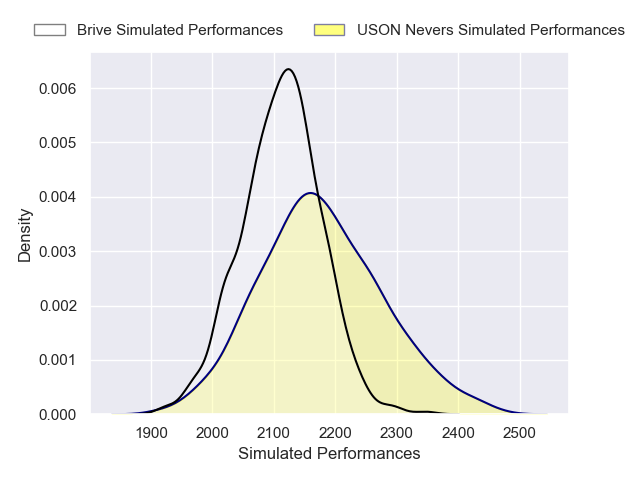 Brive Simulated Performances
USON Nevers Simulated Performances
0.006
0.005
0.004
0.003
0.002
0.001
0.000
Density
1900 2000 2100 2200 2300 2400 2500
Simulated Performances